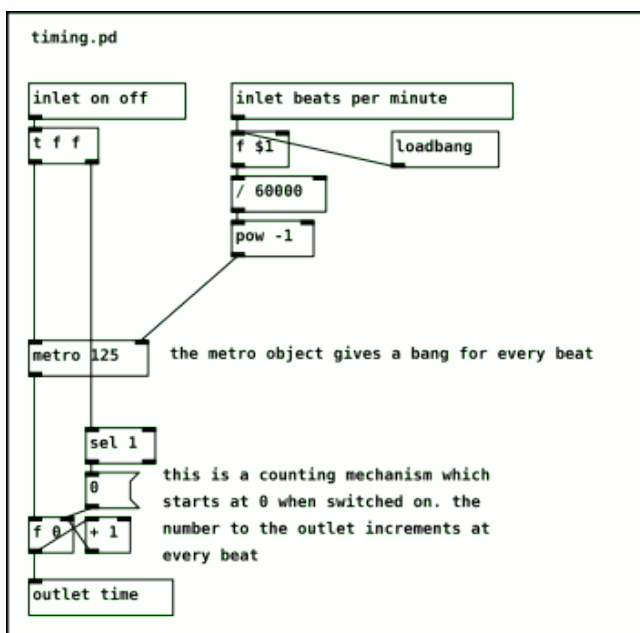 timing.pd
inlet on off
inlet beats per minute
t f f
f $1
loadbang
/ 60000
pow -1
metro 125
the metro object gives a bang for every beat
sel 1
0
this is a counting mechanism which
starts at 0 when switched on. the
f 0
+ 1
number to the outlet increments at
every beat
outlet time